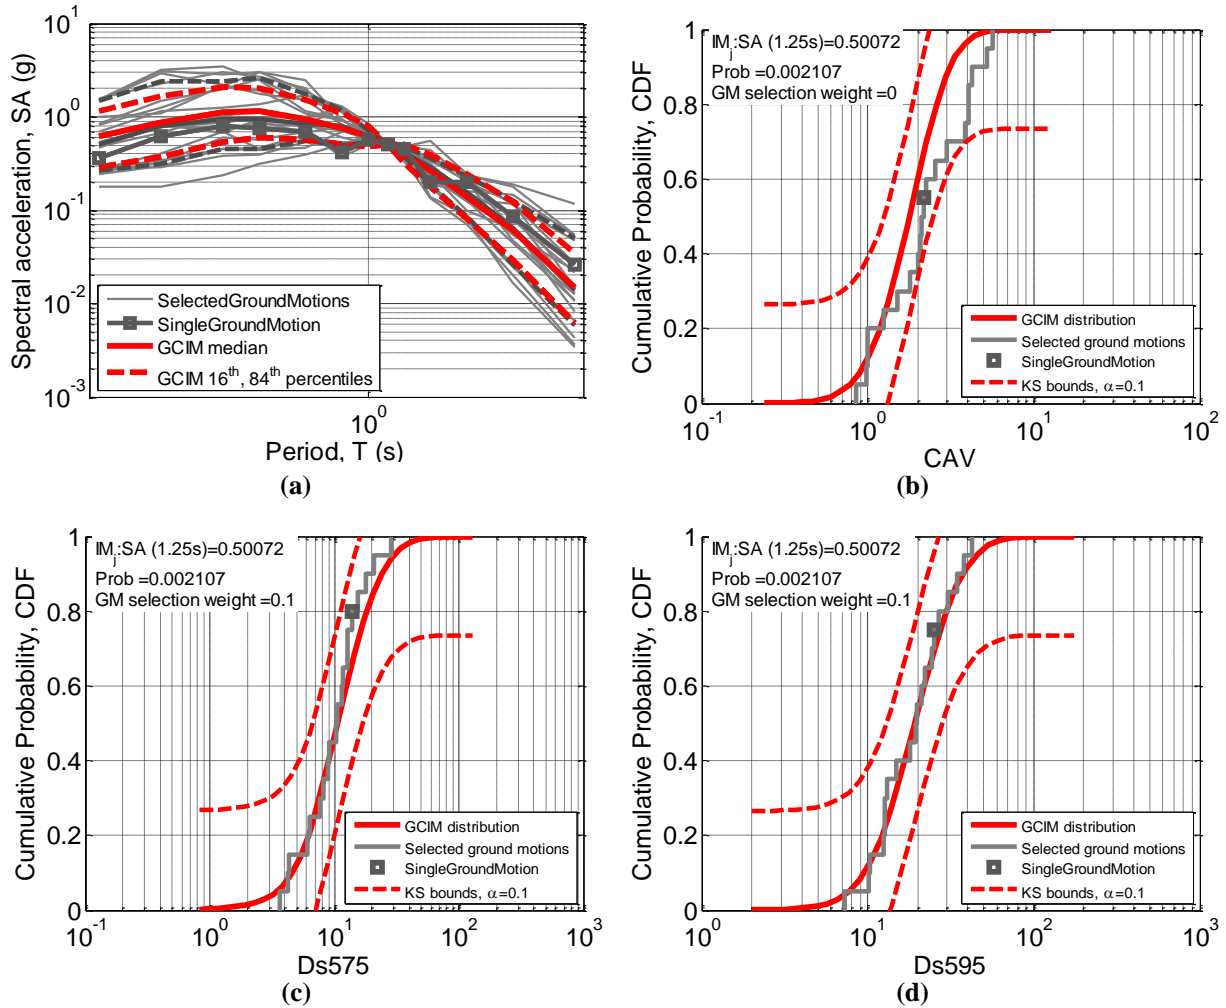 10^1
10^0
10^-1
10^-2
10^-3
Spectral acceleration, SA (g)
SelectedGroundMotions
SingleGroundMotion
GCIM median
GCIM 16^th, 84^th percentiles
10^0
Period, T (s)
(a)
1
0.8
0.6
0.4
0.2
0
Cumulative Probability, CDF
IM_j:SA (1.25s)=0.50072
Prob =0.002107
GM selection weight =0
GCIM distribution
Selected ground motions
SingleGroundMotion
KS bounds, α=0.1
10^-1 10^0 10^1 10^2
CAV
(b)
1
0.8
0.6
0.4
0.2
0
Cumulative Probability, CDF
IM_j:SA (1.25s)=0.50072
Prob =0.002107
GM selection weight =0.1
GCIM distribution
Selected ground motions
SingleGroundMotion
KS bounds, α=0.1
10^-1 10^0 10^1 10^2 10^3
Ds575
(c)
1
0.8
0.6
0.4
0.2
0
Cumulative Probability, CDF
IM_j:SA (1.25s)=0.50072
Prob =0.002107
GM selection weight =0.1
GCIM distribution
Selected ground motions
SingleGroundMotion
KS bounds, α=0.1
10^0 10^1 10^2 10^3
Ds595
(d)